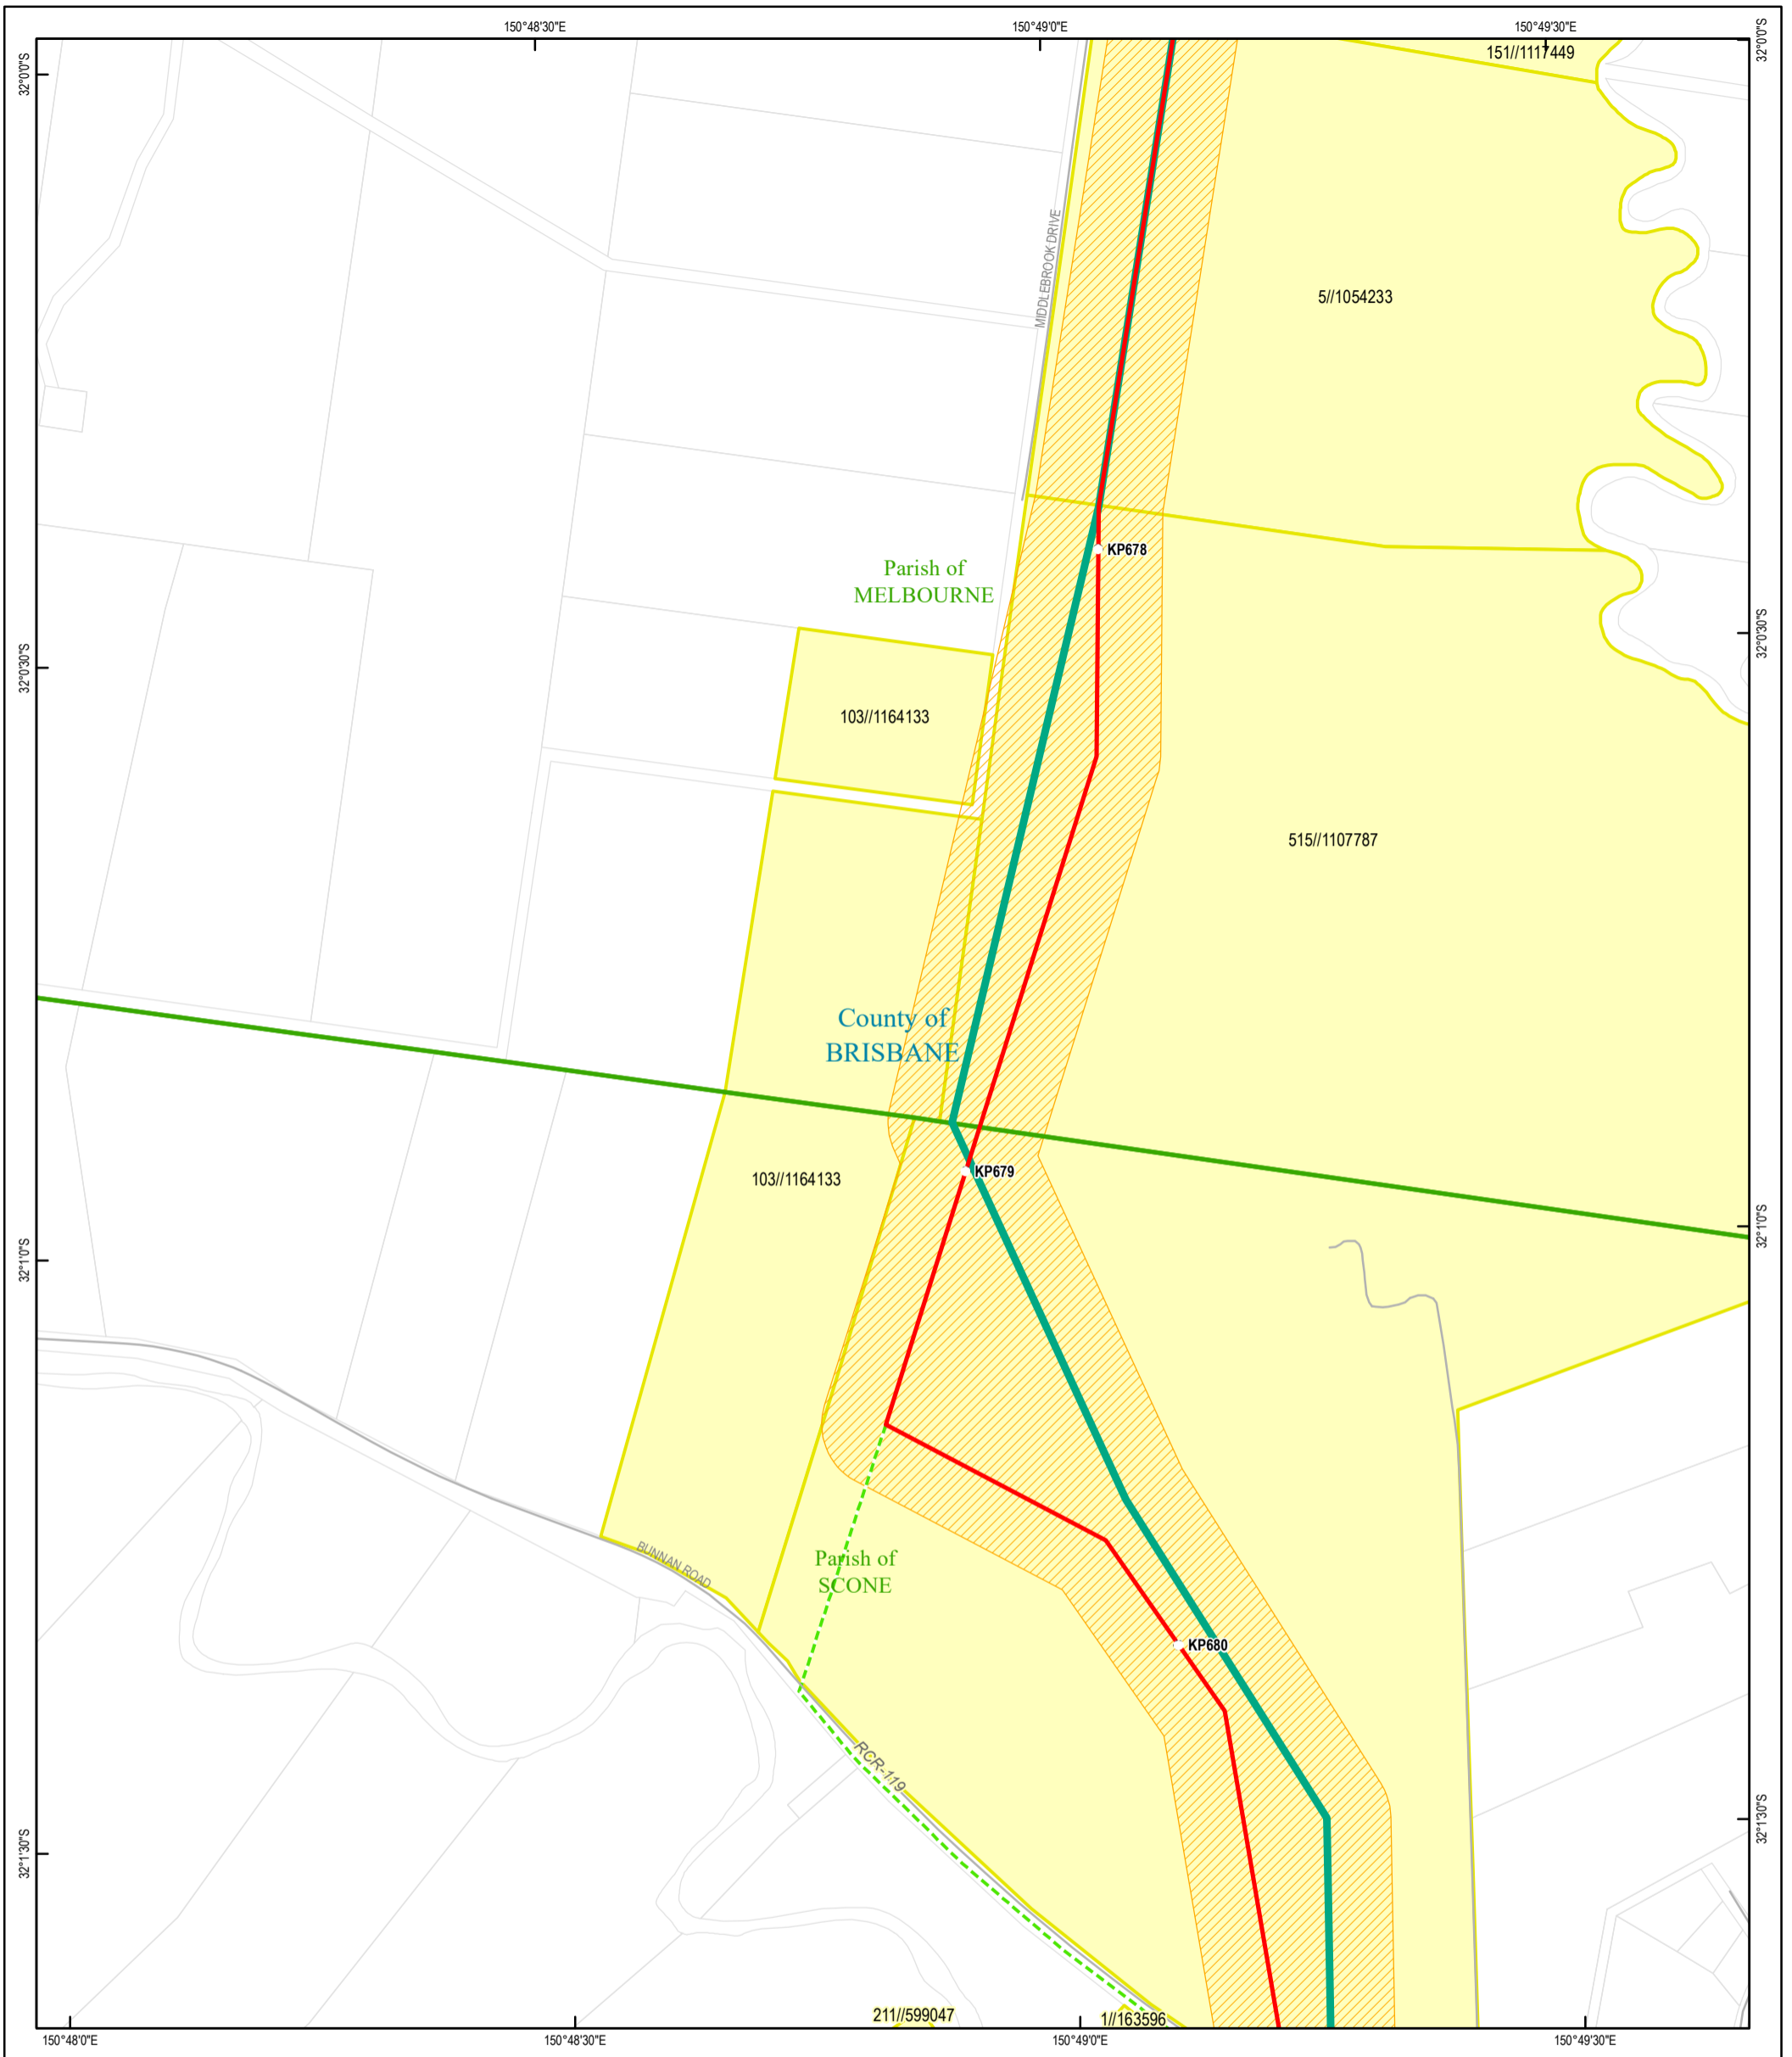 150°48'30"E
150°49'0"E
150°49'30"E
32°0'0"S
32°0'0"S
151//1117449
MIDDLEBROOK DRIVE
5//1054233
KP678
Parish of
MELBOURNE
32°0'30"S
32°0'30"S
103//1164133
515//1107787
County of
BRISBANE
KP679
103//1164133
32°1'0"S
32°1'0"S
BUNNAN ROAD
Parish of
SCONE
KP680
RCR-119
32°1'30"S
32°1'30"S
211//599047
1//163596
150°48'0"E
150°48'30"E
150°49'0"E
150°49'30"E